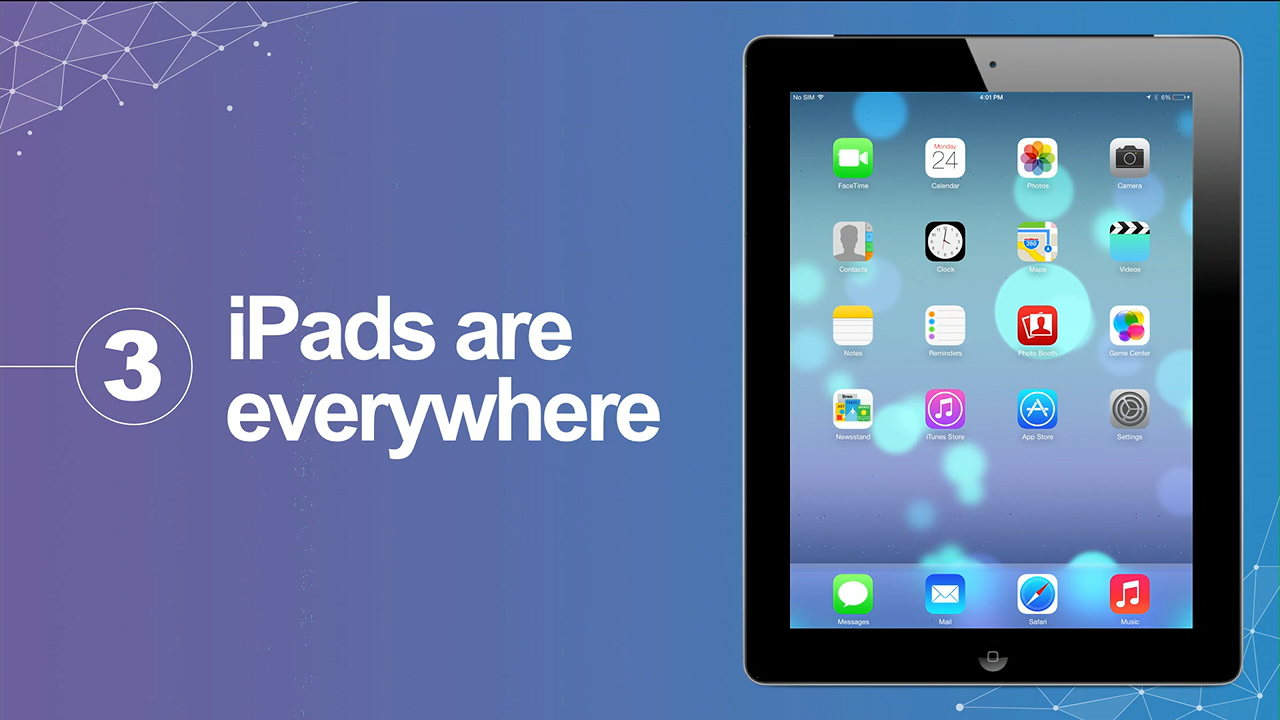 3
iPads are
everywhere
No SIM 4:01 PM 6%
Monday
24
FaceTime Calendar Photos Camera
280
Contacts Clock Maps Videos
Notes Reminders Photo Booth Game Center
Newsstand iTunes Store App Store Settings
Messages Mail Safari Music